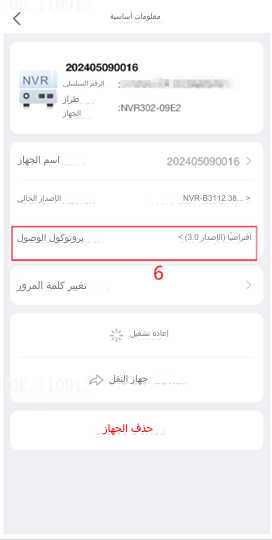 معلومات أساسية
NVR
202405090016
الرقم التسلسلي:
طراز الجهاز
:NVR302-09E2
اسم الجهاز
202405090016 >
الإصدار الحالي
NVR-B3112.38... >
بروتوكول الوصول
افتراضيًا (الإصدار 3.0) >
6
تغيير كلمة المرور
إعادة تشغيل
جهاز النقل
حذف الجهاز